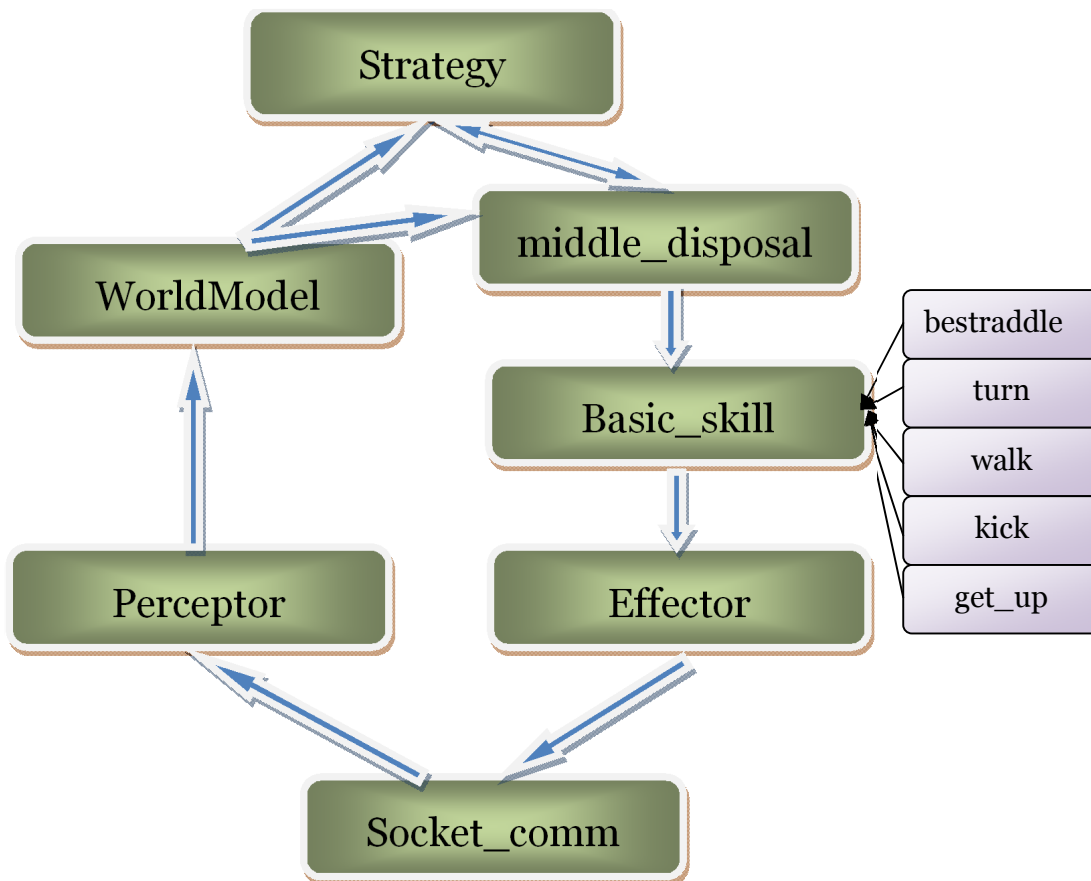 Strategy
middle_disposal
WorldModel
bestraddle
turn
Basic_skill
walk
kick
get_up
Perceptor
Effector
Socket_comm